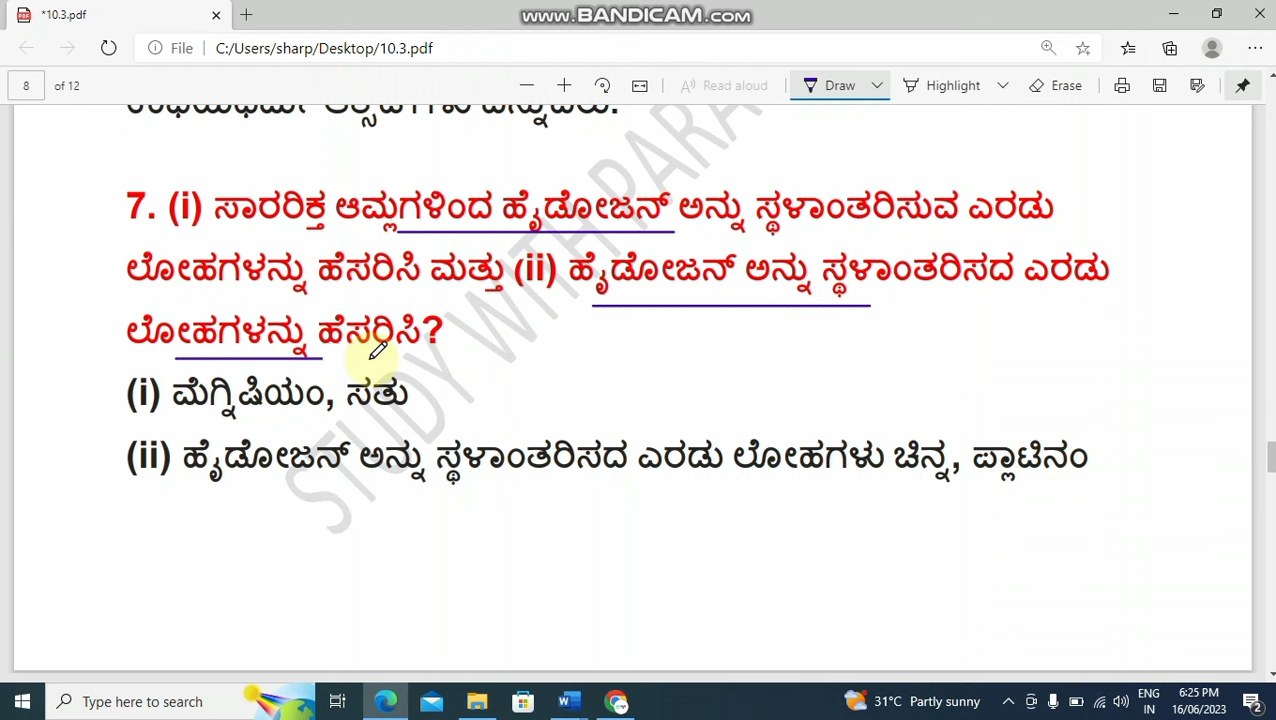 *10.3.pdf
www.BANDICAM.com
File C:/Users/sharp/Desktop/10.3.pdf
8 of 12 Read aloud Draw Highlight Erase
7. (i) ಸಾರರಿಕ್ತ ಆಮ್ಲಗಳಿಂದ ಹೈಡೋಜನ್ ಅನ್ನು ಸ್ಥಳಾಂತರಿಸುವ ಎರಡು
ಲೋಹಗಳನ್ನು ಹೆಸರಿಸಿ ಮತ್ತು (ii) ಹೈಡೋಜನ್ ಅನ್ನು ಸ್ಥಳಾಂತರಿಸದ ಎರಡು
ಲೋಹಗಳನ್ನು ಹೆಸರಿಸಿ?
(i) ಮೆಗ್ನಿಷಿಯಂ, ಸತು
(ii) ಹೈಡೋಜನ್ ಅನ್ನು ಸ್ಥಳಾಂತರಿಸದ ಎರಡು ಲೋಹಗಳು ಚಿನ್ನ, ಪ್ಲಾಟಿನಂ
STUDY WITH PARA
Type here to search 31°C Partly sunny ENG 6:25 PM
IN 16/06/2023 2